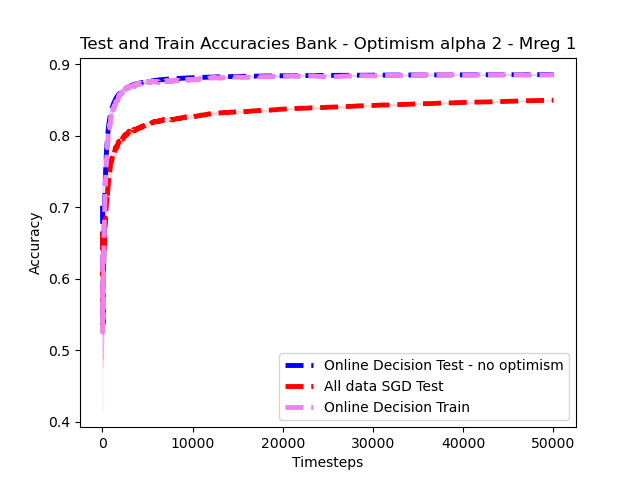 Test and Train Accuracies Bank - Optimism alpha 2 - Mreg 1
0.9
0.8
0.7
0.6
0.5
0.4
Accuracy
Online Decision Test - no optimism
All data SGD Test
Online Decision Train
0 10000 20000 30000 40000 50000
Timesteps